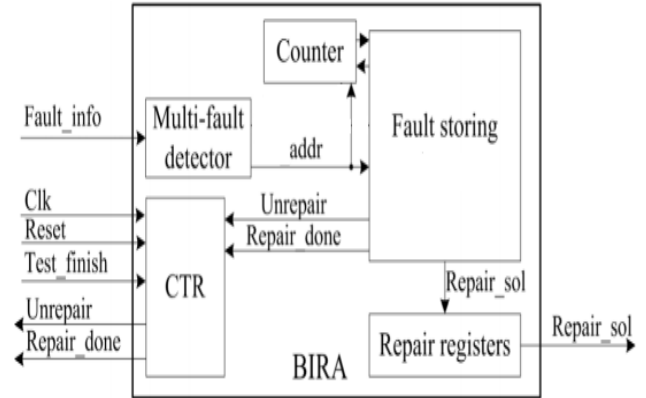 Counter
Fault_info
Multi-fault
detector
addr
Fault storing
Clk
Reset
Test_finish
Unrepair
Repair_done
CTR
Unrepair
Repair_done
Repair_sol
Repair registers
Repair_sol
BIRA